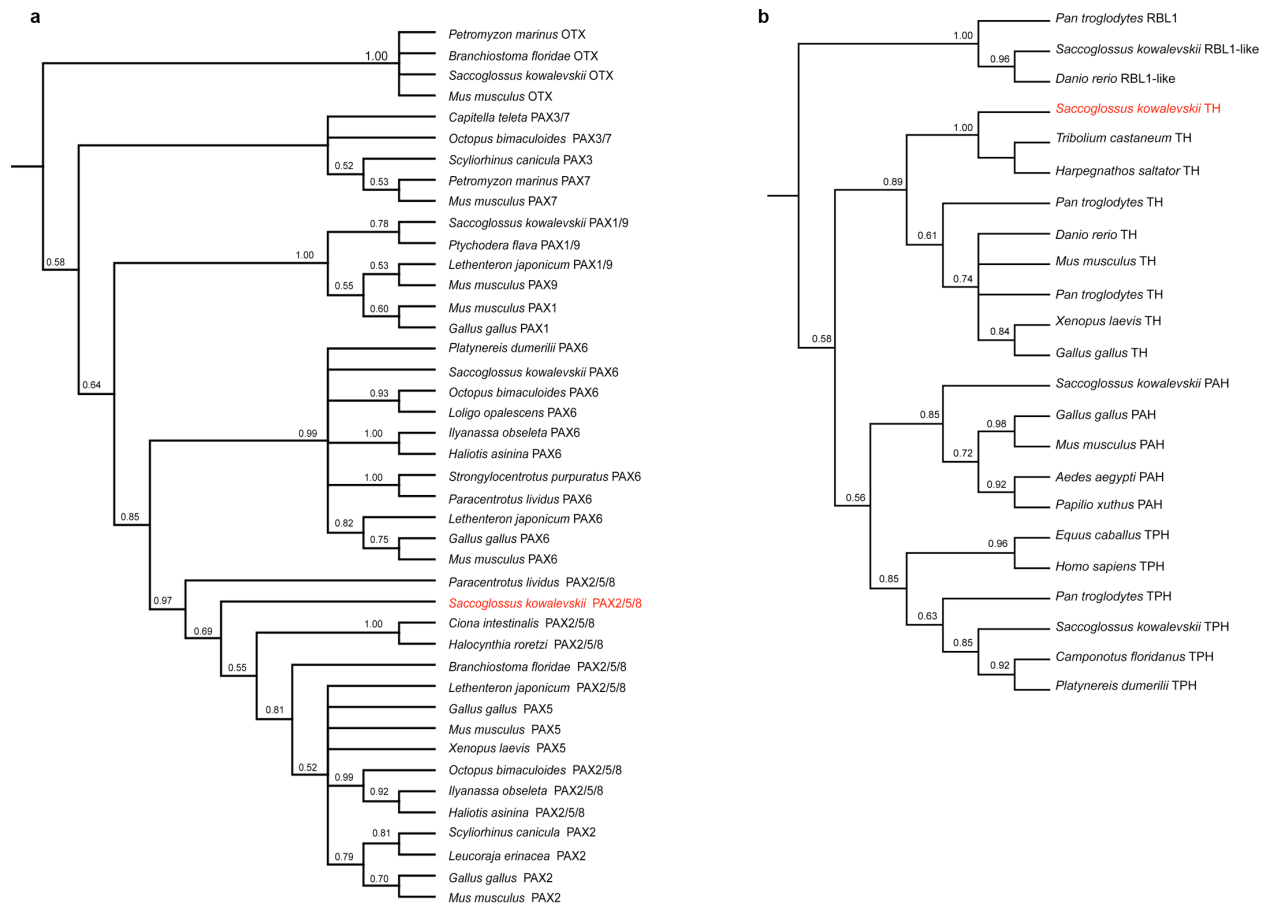 a
Petromyzon marinus OTX
1.00
Branchiostoma floridae OTX
Saccoglossus kowalevskii OTX
Mus musculus OTX
Capitella teleta PAX3/7
Octopus bimaculoides PAX3/7
Scyliorhinus canicula PAX3
0.52
Petromyzon marinus PAX7
0.53
Mus musculus PAX7
Saccoglossus kowalevskii PAX1/9
0.78
Ptychodera flava PAX1/9
1.00
0.58
Lethenteron japonicum PAX1/9
0.53
Mus musculus PAX9
0.55
Mus musculus PAX1
0.60
Gallus gallus PAX1
Platynereis dumerilii PAX6
Saccoglossus kowalevskii PAX6
0.64
Octopus bimaculoides PAX6
0.93
Loligo opalescens PAX6
Ilyanassa obseleta PAX6
0.99
1.00
Haliotis asinina PAX6
Strongylocentrotus purpuratus PAX6
1.00
Paracentrotus lividus PAX6
Lethenteron japonicum PAX6
0.85
0.82
Gallus gallus PAX6
0.75
Mus musculus PAX6
Paracentrotus lividus PAX2/5/8
0.97
Saccoglossus kowalevskii PAX2/5/8
Ciona intestinalis PAX2/5/8
1.00
0.69
Halocynthia roretzi PAX2/5/8
Branchiostoma floridae PAX2/5/8
0.55
Lethenteron japonicum PAX2/5/8
Gallus gallus PAX5
0.81
Mus musculus PAX5
Xenopus laevis PAX5
Octopus bimaculoides PAX2/5/8
0.52
0.99
Ilyanassa obseleta PAX2/5/8
0.92
Haliotis asinina PAX2/5/8
Scyliorhinus canicula PAX2
0.81
Leucoraja erinacea PAX2
0.79
Gallus gallus PAX2
0.70
Mus musculus PAX2
b
Pan troglodytes RBL1
1.00
Saccoglossus kowalevskii RBL1-like
0.96
Danio rerio RBL1-like
Saccoglossus kowalevskii TH
1.00
Tribolium castaneum TH
Harpegnathos saltator TH
0.89
Pan troglodytes TH
Danio rerio TH
0.61
Mus musculus TH
0.74
Pan troglodytes TH
Xenopus laevis TH
0.84
0.58
Gallus gallus TH
Saccoglossus kowalevskii PAH
0.85
Gallus gallus PAH
0.98
Mus musculus PAH
0.72
Aedes aegypti PAH
0.92
0.56
Papilio xuthus PAH
Equus caballus TPH
0.96
Homo sapiens TPH
0.85
Pan troglodytes TPH
0.63
Saccoglossus kowalevskii TPH
0.85
Camponotus floridanus TPH
0.92
Platynereis dumerilii TPH